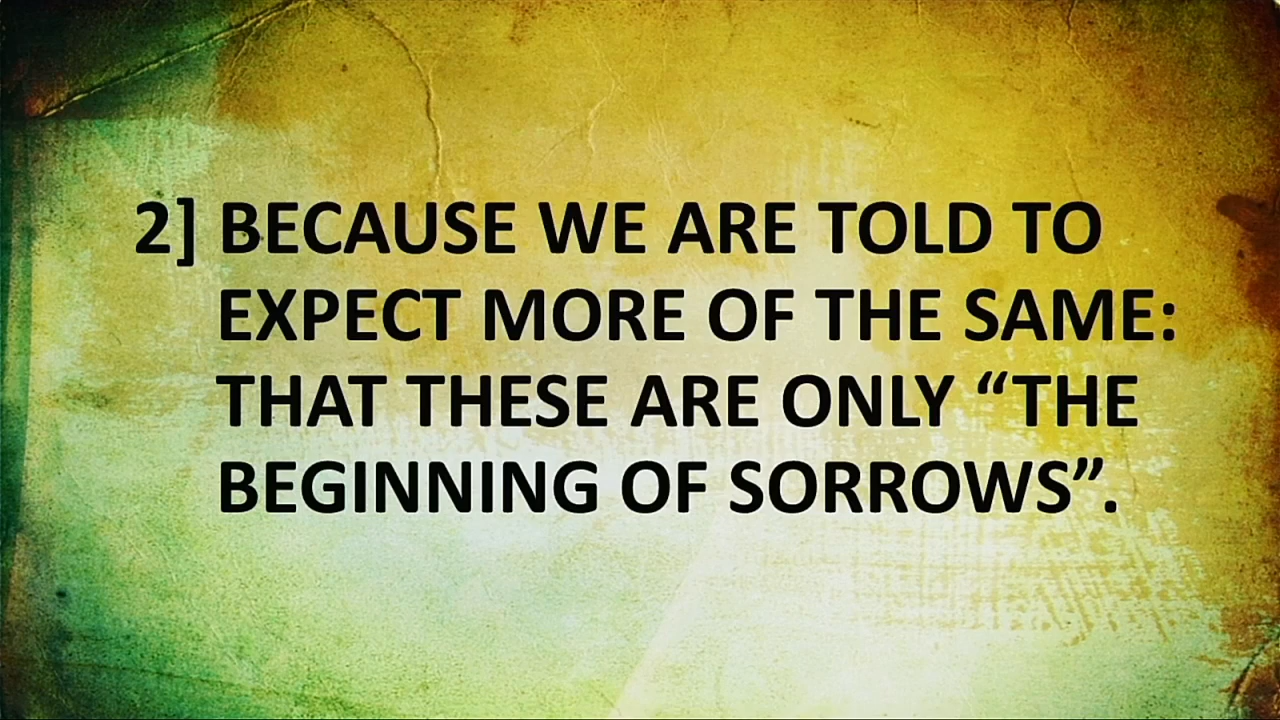 2] BECAUSE WE ARE TOLD TO
EXPECT MORE OF THE SAME:
THAT THESE ARE ONLY “THE
BEGINNING OF SORROWS”.